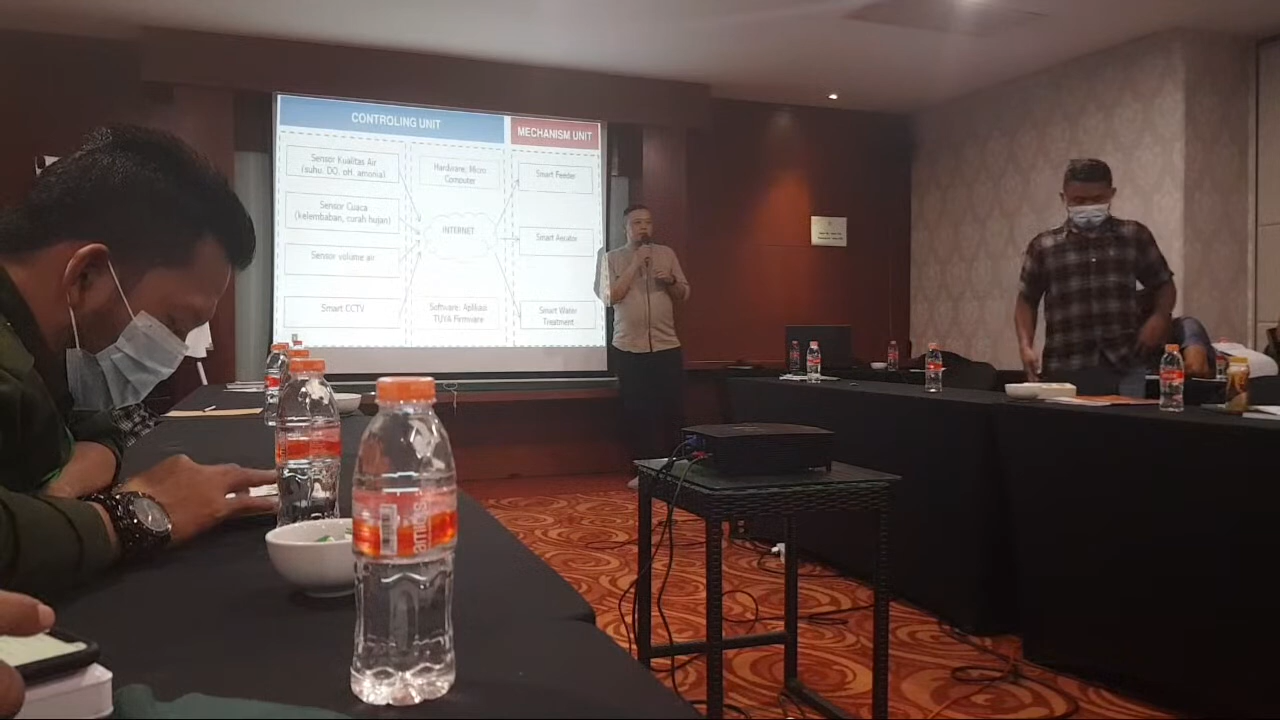 CONTROLING UNIT
MECHANISM UNIT
Sensor Kualitas Air
(suhu, DO, pH, amonia)
Sensor Cuaca
(kelembaban, curah hujan)
Sensor volume air
Smart CCTV
Hardware: Micro
Computer
INTERNET
Software: Aplikasi
TUYA Firmware
Smart Feeder
Smart Aerator
Smart Water
Treatment
amidis